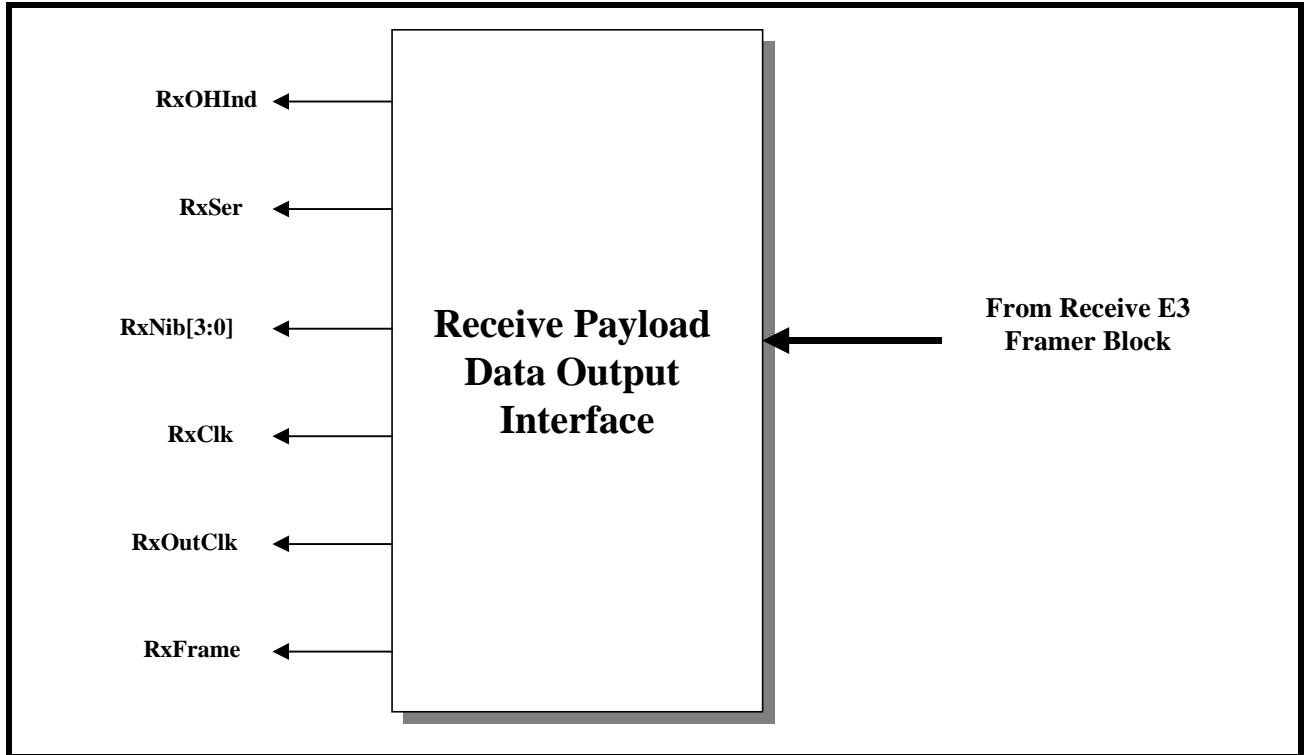 RxOHInd
RxSer
RxNib[3:0]
RxClk
RxOutClk
RxFrame
Receive Payload
Data Output
Interface
From Receive E3
Framer Block